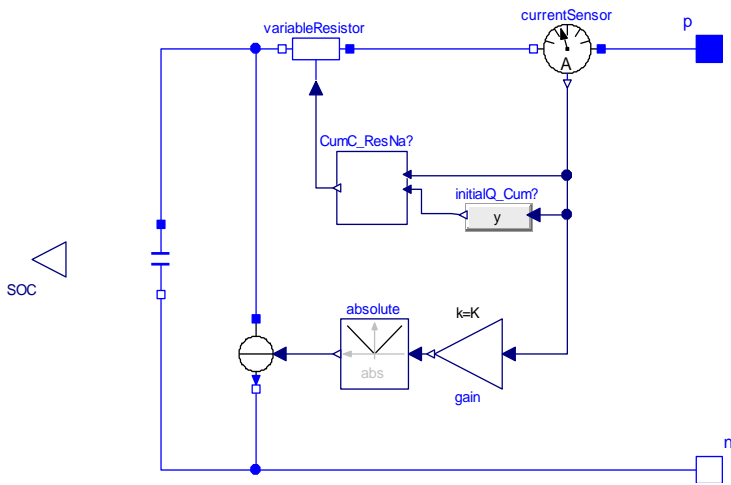 currentSensor
p
variableResistor
A
CumC_ResNa?
initialQ_Cum?
y
SOC
absolute
k=K
abs
gain
n